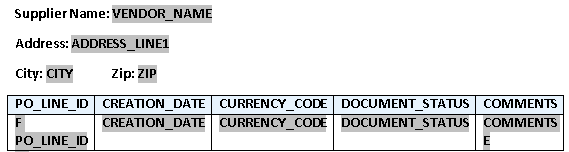 Supplier Name: VENDOR_NAME
Address: ADDRESS_LINE1
City: CITY Zip: ZIP
PO_LINE_ID CREATION_DATE CURRENCY_CODE DOCUMENT_STATUS COMMENTS
F CREATION_DATE CURRENCY_CODE DOCUMENT_STATUS COMMENTS
PO_LINE_ID E